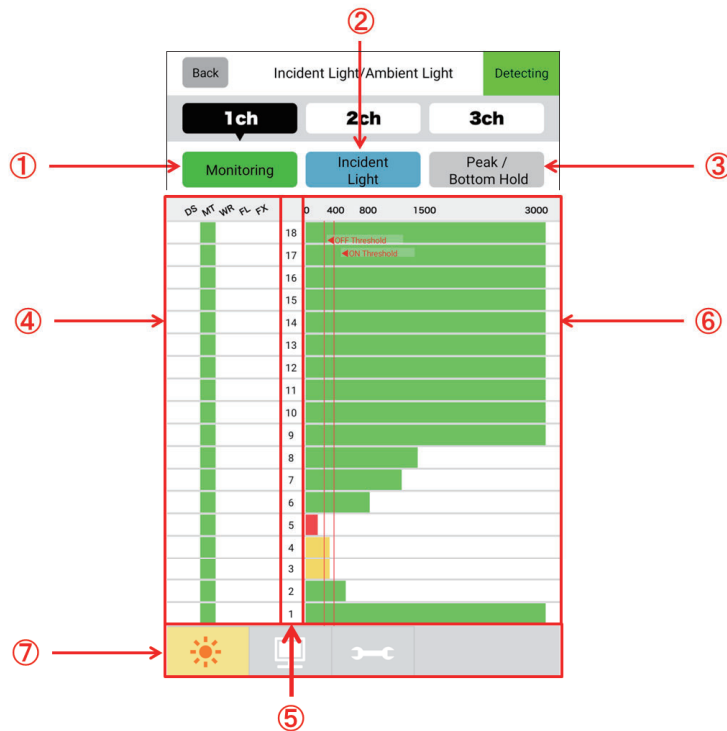 ②
Back Incident Light/Ambient Light Detecting
1ch 2ch 3ch
① Monitoring Incident Light Peak / Bottom Hold ③
DS MT WR FL FX 0 400 800 1500 3000
18
◀OFF Threshold
17 ◀ON Threshold
16
15
④ 14 ⑥
13
12
11
10
9
8
7
6
5
4
3
2
1
⑦
⑤